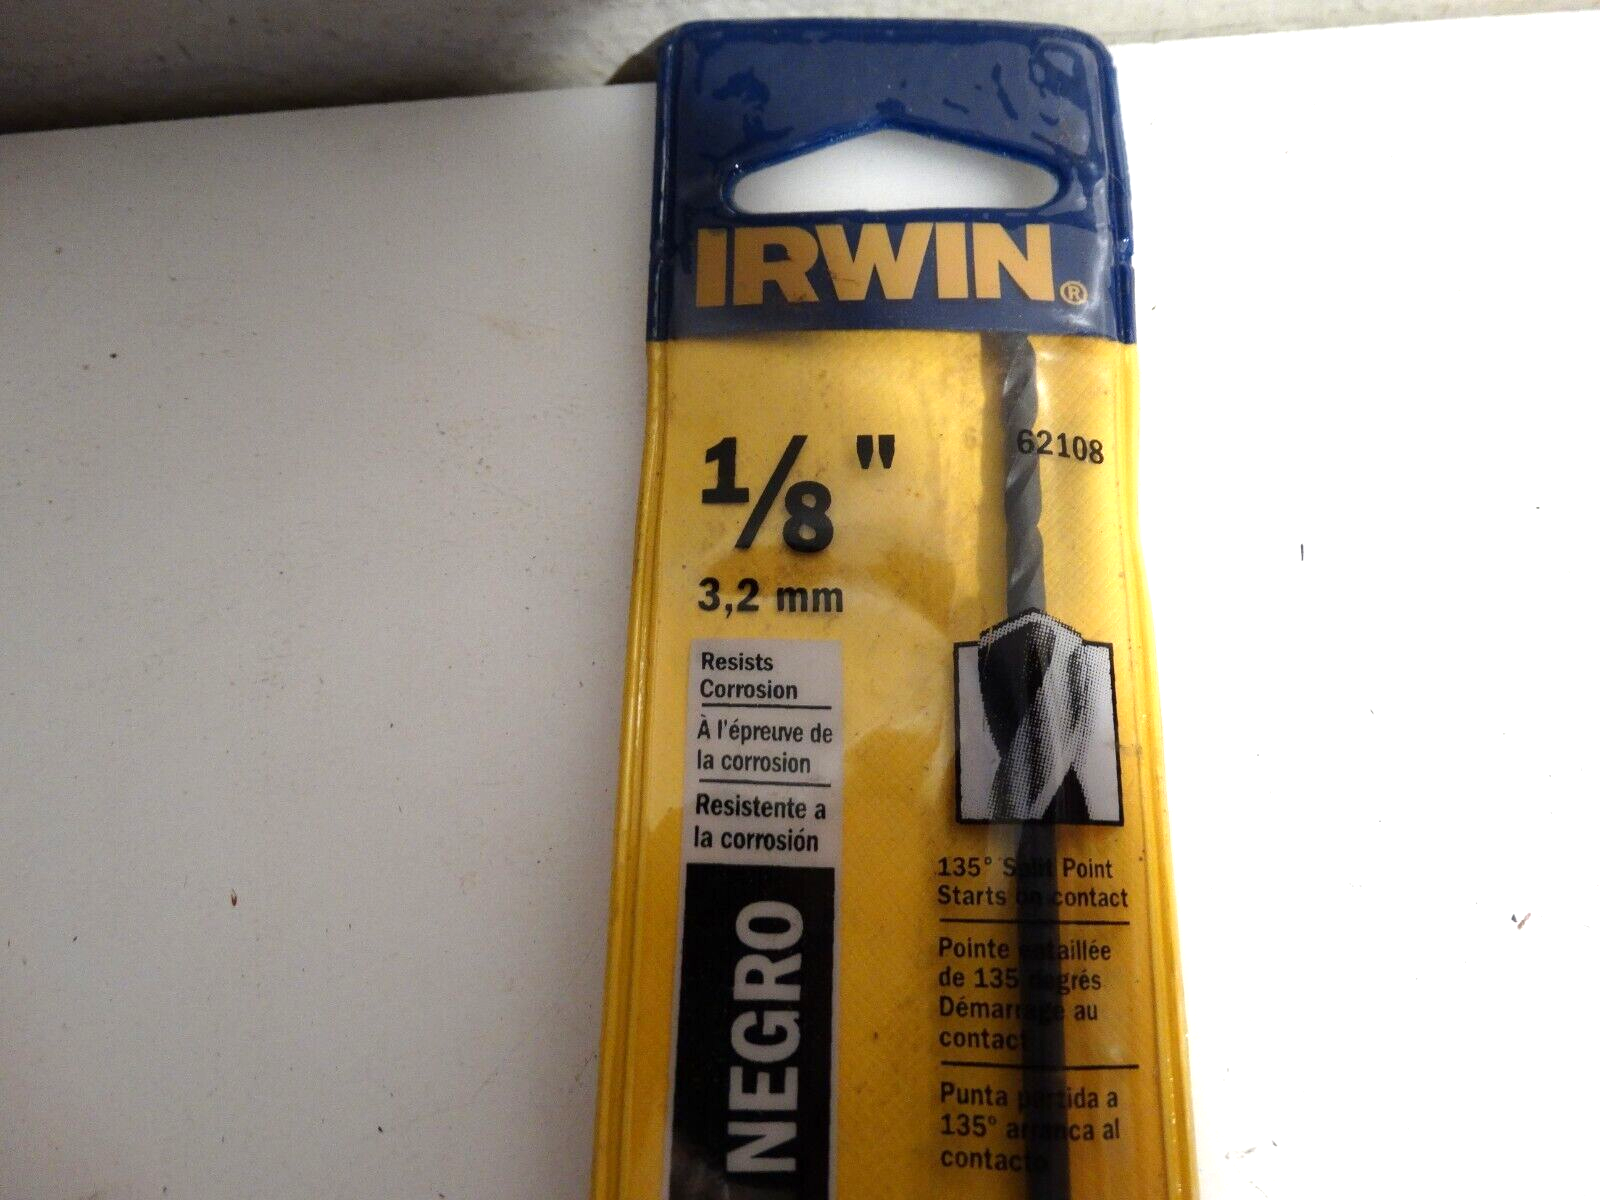 IRWIN®
62108
1/8"
3,2 mm
Resists
Corrosion
À l'épreuve de
la corrosion
Resistente a
la corrosión
NEGRO
135° Split Point
Starts on contact
Pointe entaillée
de 135 degrés
Démarrage au
contact
Punta partida a
135° arranca al
contacto